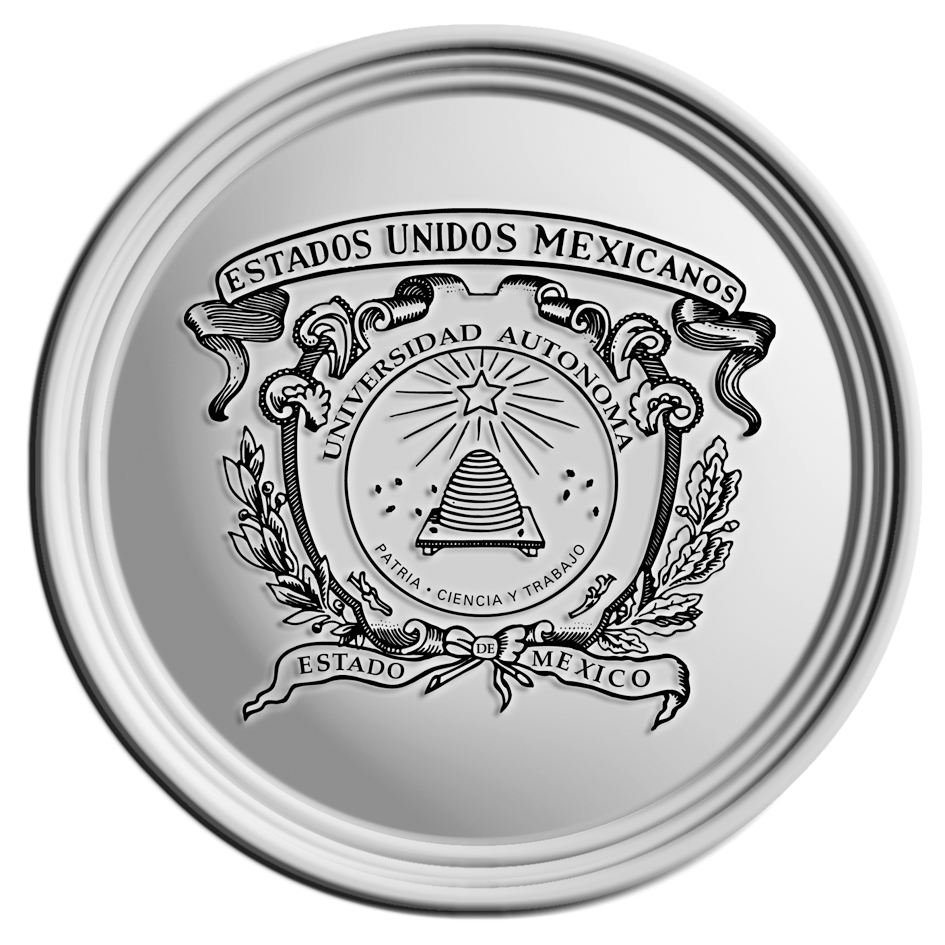 ESTADOS UNIDOS MEXICANOS
UNIVERSIDAD AUTONOMA
PATRIA • CIENCIA Y TRABAJO
ESTADO DE MEXICO